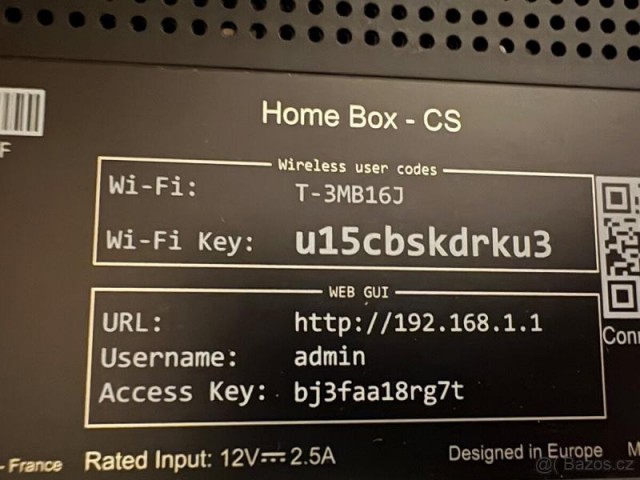 Home Box - CS
F
Wireless user codes
Wi-Fi: T-3MB16J
Wi-Fi Key: u15cbskdrku3
WEB GUI
URL: http://192.168.1.1
Username: admin
Access Key: bj3faa18rg7t
Conn
- France Rated Input: 12V⎓2.5A Designed in Europe M
@( Bazos.cz